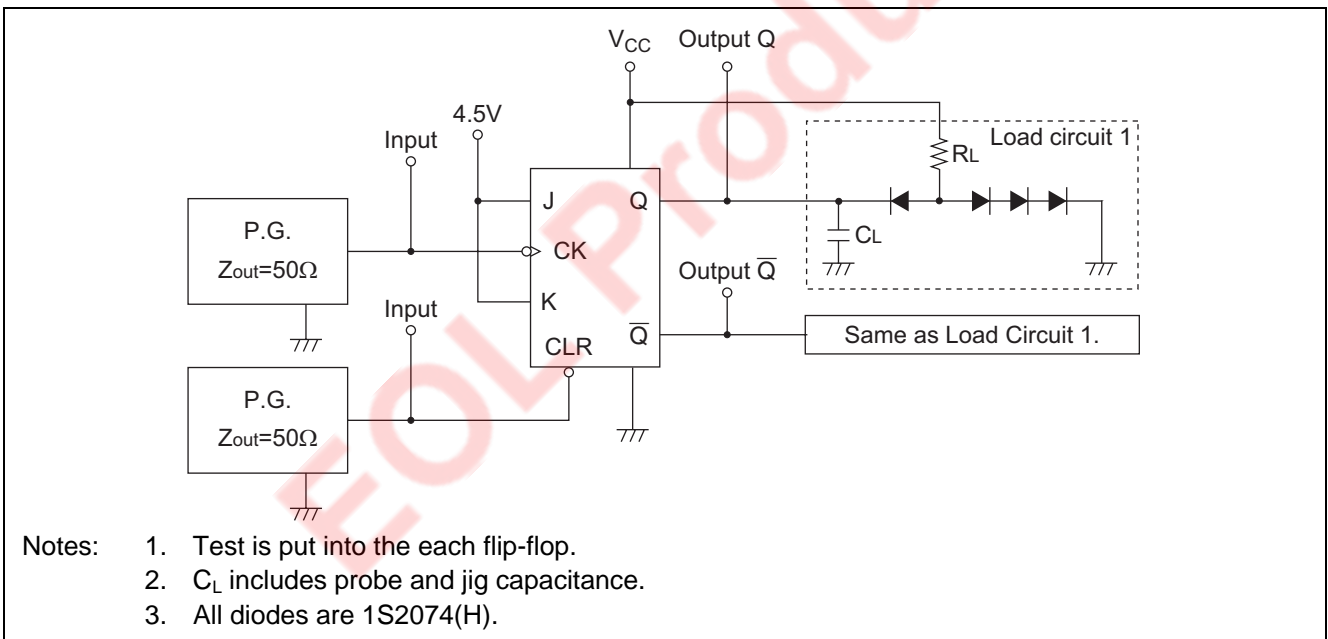 VCC
Output Q
4.5V
Input
Load circuit 1
RL
P.G.
Zout=50Ω
J
Q
CK
CL
K
Output Q̅
Input
Q̅
CLR
Same as Load Circuit 1.
P.G.
Zout=50Ω
Notes: 1. Test is put into the each flip-flop.
2. CL includes probe and jig capacitance.
3. All diodes are 1S2074(H).
EOL Produ